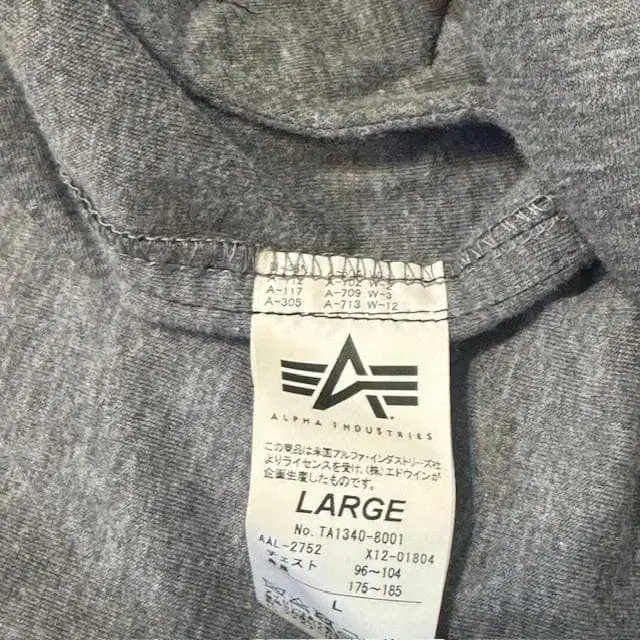 A-117 A-709 W-5
A-305 A-713 W-12
ALPHA INDUSTRIES
この商品は米国アルファ・インダストリーズ社
よりライセンスを受け、(株)エドウインが
企画生産したものです。
LARGE
No. TA1340-8001
AAL-2752 X12-01804
チェスト 96~104
175~185
L